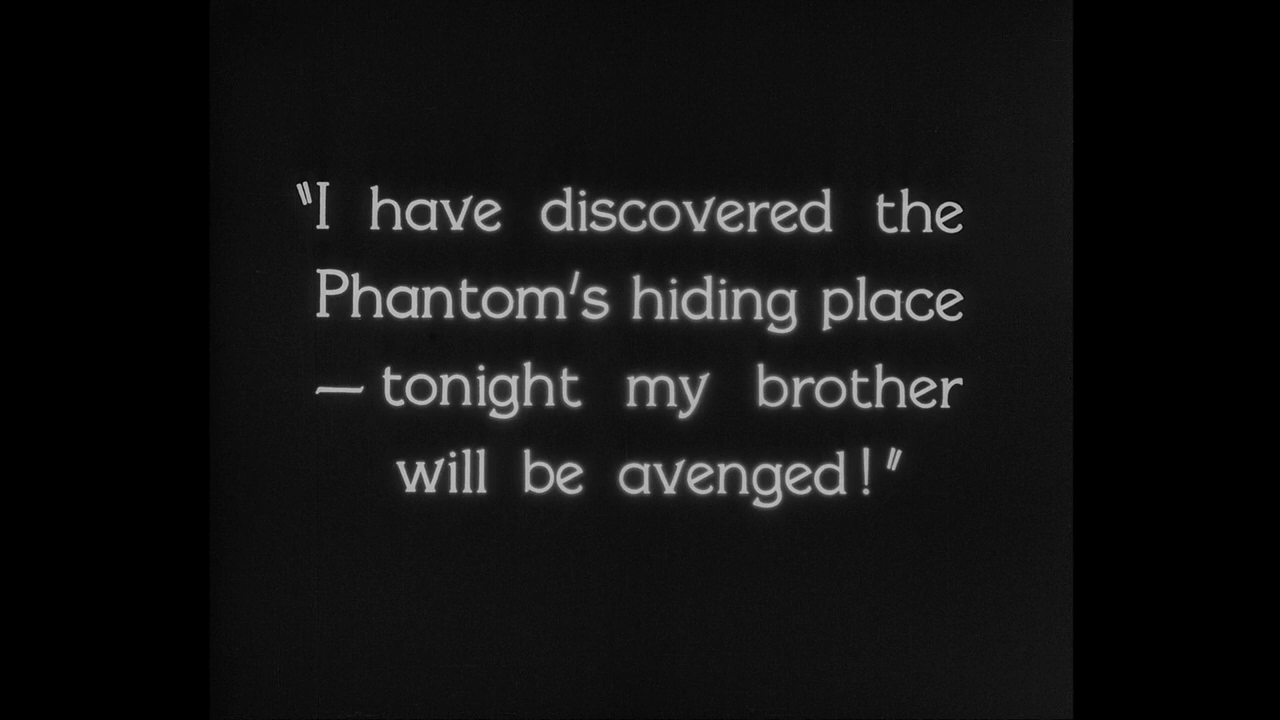 "I have discovered the
Phantom's hiding place
— tonight my brother
will be avenged!"